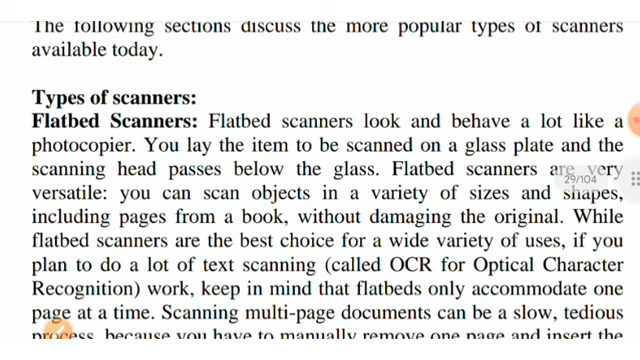 The following sections discuss the more popular types of scanners
available today.
Types of scanners:
Flatbed Scanners: Flatbed scanners look and behave a lot like a
photocopier. You lay the item to be scanned on a glass plate and the
scanning head passes below the glass. Flatbed scanners are very
29/104
versatile: you can scan objects in a variety of sizes and shapes,
including pages from a book, without damaging the original. While
flatbed scanners are the best choice for a wide variety of uses, if you
plan to do a lot of text scanning (called OCR for Optical Character
Recognition) work, keep in mind that flatbeds only accommodate one
page at a time. Scanning multi-page documents can be a slow, tedious
process, because you have to manually remove one page and insert the